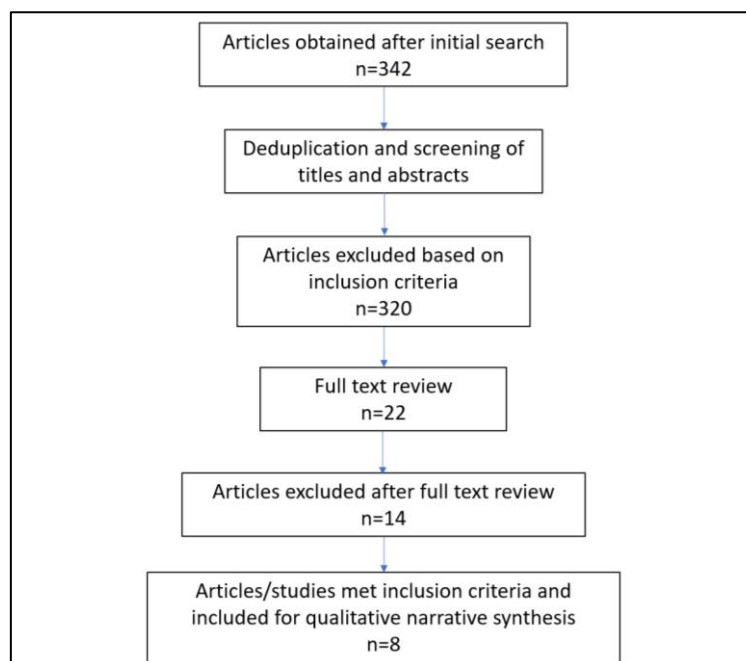 Articles obtained after initial search
n=342
Deduplication and screening of
titles and abstracts
Articles excluded based on
inclusion criteria
n=320
Full text review
n=22
Articles excluded after full text review
n=14
Articles/studies met inclusion criteria and
included for qualitative narrative synthesis
n=8